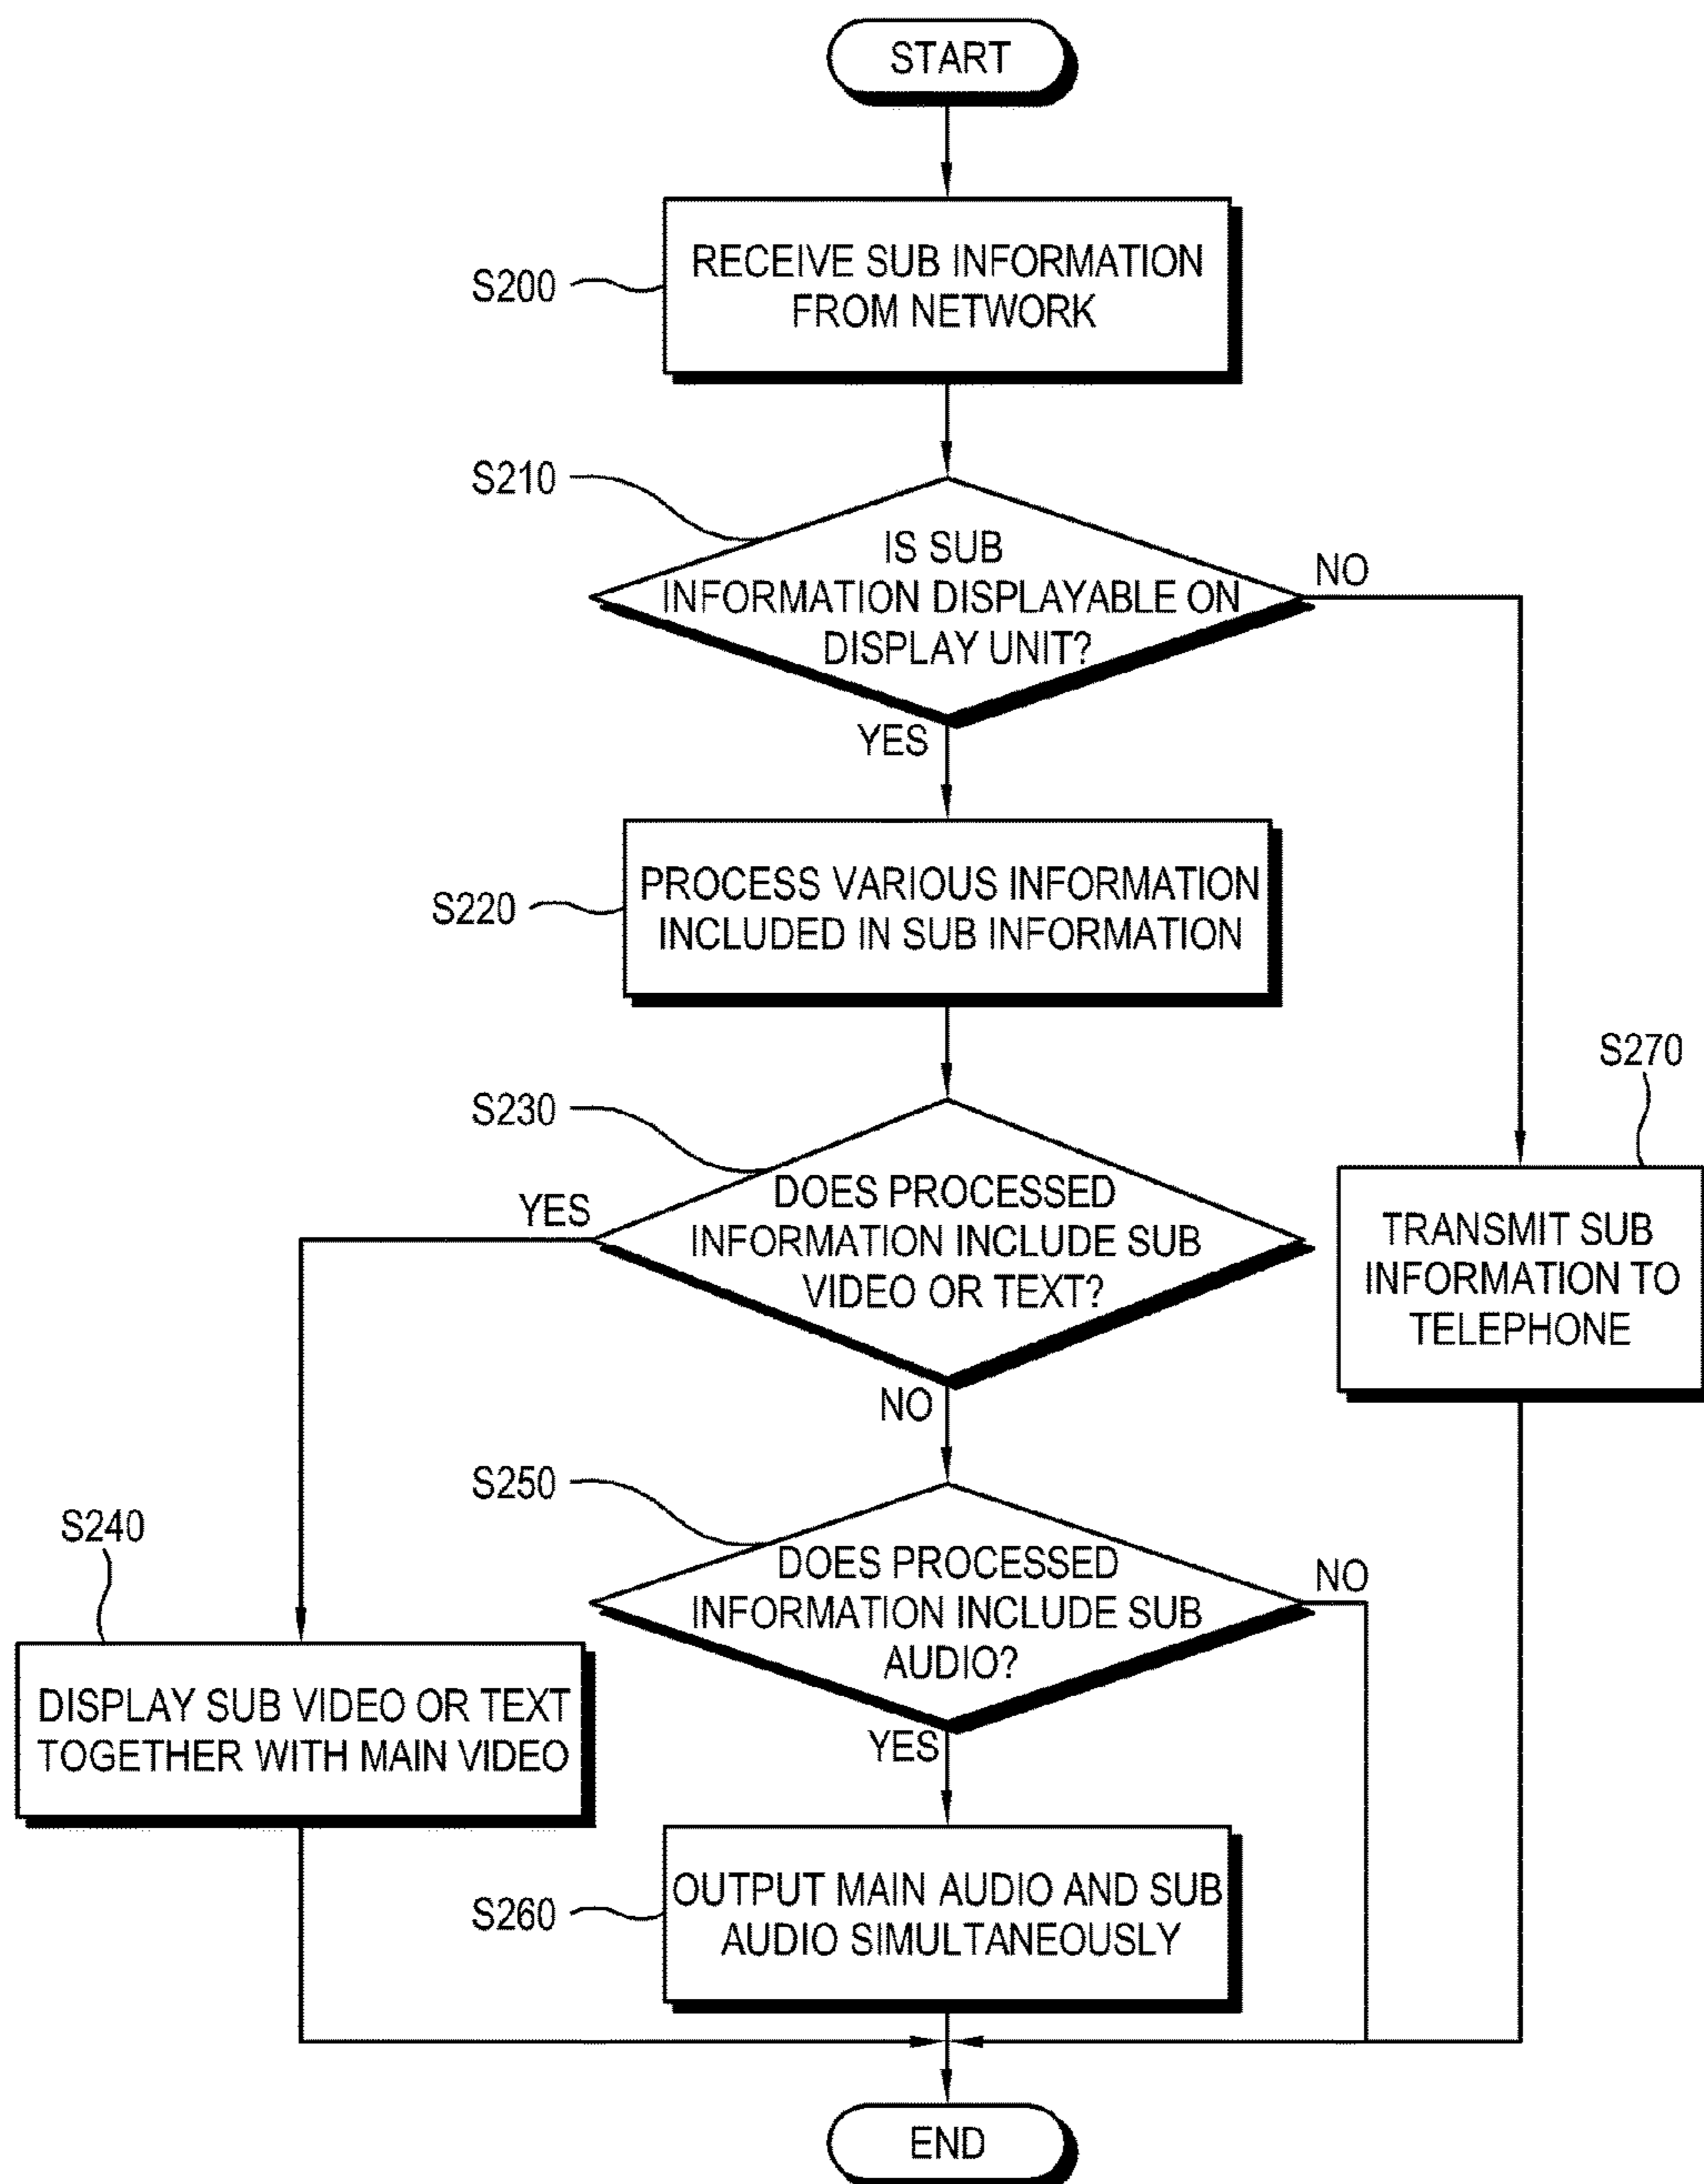 START
S200
RECEIVE SUB INFORMATION
FROM NETWORK
S210
IS SUB
INFORMATION DISPLAYABLE ON
DISPLAY UNIT?
NO
YES
S220
PROCESS VARIOUS INFORMATION
INCLUDED IN SUB INFORMATION
S270
S230
DOES PROCESSED
INFORMATION INCLUDE SUB
VIDEO OR TEXT?
YES
NO
TRANSMIT SUB
INFORMATION TO
TELEPHONE
S250
DOES PROCESSED
INFORMATION INCLUDE SUB
AUDIO?
NO
YES
S240
DISPLAY SUB VIDEO OR TEXT
TOGETHER WITH MAIN VIDEO
S260
OUTPUT MAIN AUDIO AND SUB
AUDIO SIMULTANEOUSLY
END